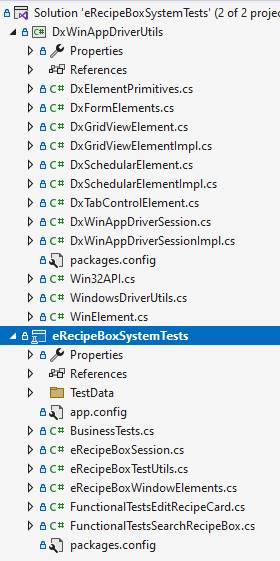 Solution 'eRecipeBoxSystemTests' (2 of 2 proje
C# DxWinAppDriverUtils
Properties
References
C# DxElementPrimitives.cs
C# DxFormElements.cs
C# DxGridViewElement.cs
C# DxGridViewElementImpl.cs
C# DxSchedularElement.cs
C# DxSchedularElementImpl.cs
C# DxTabControlElement.cs
C# DxWinAppDriverSession.cs
C# DxWinAppDriverSessionImpl.cs
packages.config
C# Win32API.cs
C# WindowsDriverUtils.cs
C# WinElement.cs
eRecipeBoxSystemTests
Properties
References
TestData
app.config
C# BusinessTests.cs
C# eRecipeBoxSession.cs
C# eRecipeBoxTestUtils.cs
C# eRecipeBoxWindowElements.cs
C# FunctionalTestsEditRecipeCard.cs
C# FunctionalTestsSearchRecipeBox.cs
packages.config